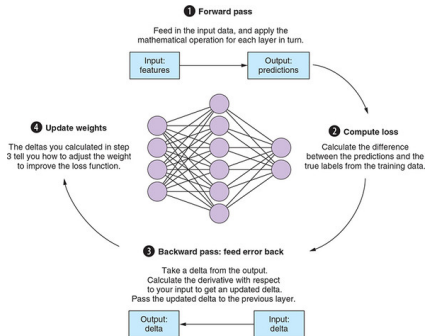 1 Forward pass
Feed in the input data, and apply the
mathematical operation for each layer in turn.
Input:
features
Output:
predictions
2 Compute loss
Calculate the difference
between the predictions and the
true labels from the training data.
3 Backward pass: feed error back
Take a delta from the output.
Calculate the derivative with respect
to your input to get an updated delta.
Pass the updated delta to the previous layer.
Output:
delta
Input:
delta
4 Update weights
The deltas you calculated in step
3 tell you how to adjust the weight
to improve the loss function.